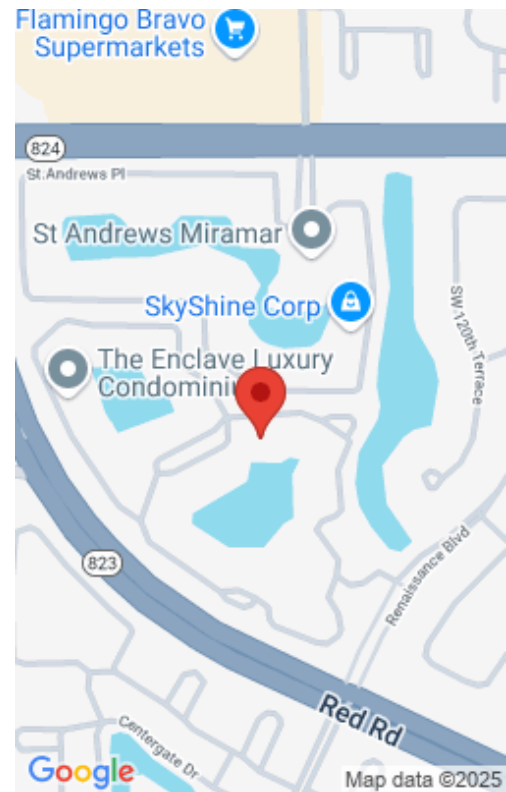 Flamingo Bravo
Supermarkets
824
St.Andrews Pl
St Andrews Miramar
SkyShine Corp
SW 120th Terrace
The Enclave Luxury
Condominiu
823
Renaissance Blvd
Red Rd
Centergate Dr
Google
Map data ©2025